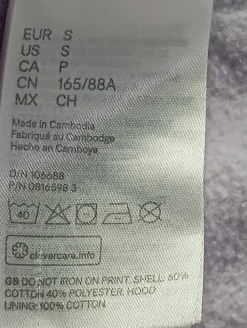 EUR S
US S
CA P
CN 165/88A
MX CH
Made in Cambodia
Fabriqué au Cambodge
Hecho en Camboya
O/N 106688
P/N 0816598 3
40
clevercare.info
GB DO NOT IRON ON PRINT. SHELL: 60%
COTTON 40% POLYESTER. HOOD
LINING: 100% COTTON